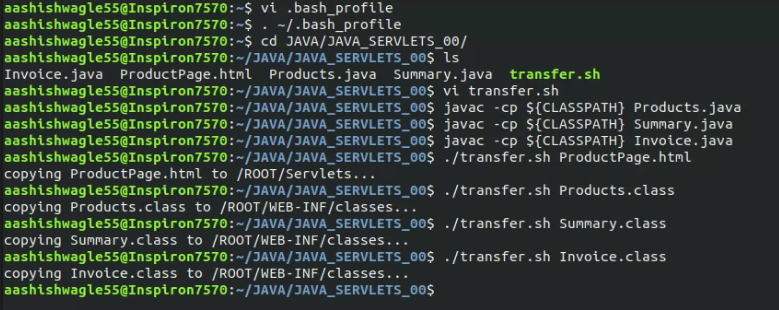 aashishwagle55@Inspiron7570:~$ vi .bash_profile
aashishwagle55@Inspiron7570:~$ . ~/.bash_profile
aashishwagle55@Inspiron7570:~$ cd JAVA/JAVA_SERVLETS_00/
aashishwagle55@Inspiron7570:~/JAVA/JAVA_SERVLETS_00$ ls
Invoice.java  ProductPage.html  Products.java  Summary.java  transfer.sh
aashishwagle55@Inspiron7570:~/JAVA/JAVA_SERVLETS_00$ vi transfer.sh
aashishwagle55@Inspiron7570:~/JAVA/JAVA_SERVLETS_00$ javac -cp ${CLASSPATH} Products.java
aashishwagle55@Inspiron7570:~/JAVA/JAVA_SERVLETS_00$ javac -cp ${CLASSPATH} Summary.java
aashishwagle55@Inspiron7570:~/JAVA/JAVA_SERVLETS_00$ javac -cp ${CLASSPATH} Invoice.java
aashishwagle55@Inspiron7570:~/JAVA/JAVA_SERVLETS_00$ ./transfer.sh ProductPage.html
copying ProductPage.html to /ROOT/Servlets...
aashishwagle55@Inspiron7570:~/JAVA/JAVA_SERVLETS_00$ ./transfer.sh Products.class
copying Products.class to /ROOT/WEB-INF/classes...
aashishwagle55@Inspiron7570:~/JAVA/JAVA_SERVLETS_00$ ./transfer.sh Summary.class
copying Summary.class to /ROOT/WEB-INF/classes...
aashishwagle55@Inspiron7570:~/JAVA/JAVA_SERVLETS_00$ ./transfer.sh Invoice.class
copying Invoice.class to /ROOT/WEB-INF/classes...
aashishwagle55@Inspiron7570:~/JAVA/JAVA_SERVLETS_00$